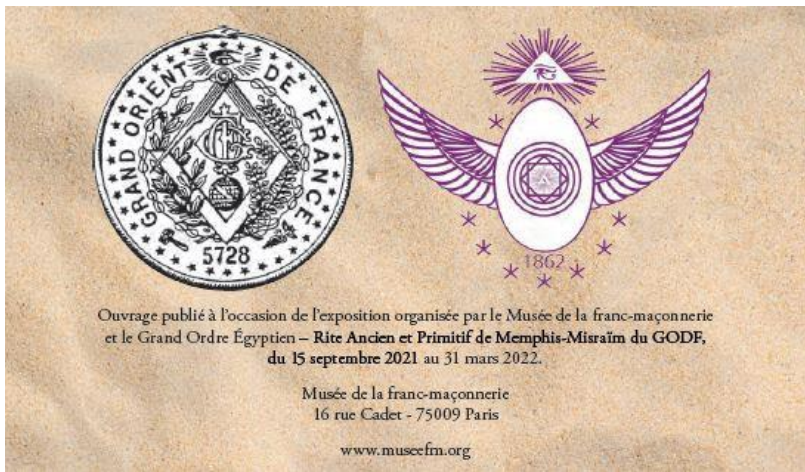 GRAND ORIENT DE FRANCE
5728
1862
Ouvrage publié à l'occasion de l'exposition organisée par le Musée de la franc-maçonnerie
et le Grand Ordre Égyptien – Rite Ancien et Primitif de Memphis-Misraïm du GODF,
du 15 septembre 2021 au 31 mars 2022.
Musée de la franc-maçonnerie
16 rue Cadet - 75009 Paris
www.museefm.org